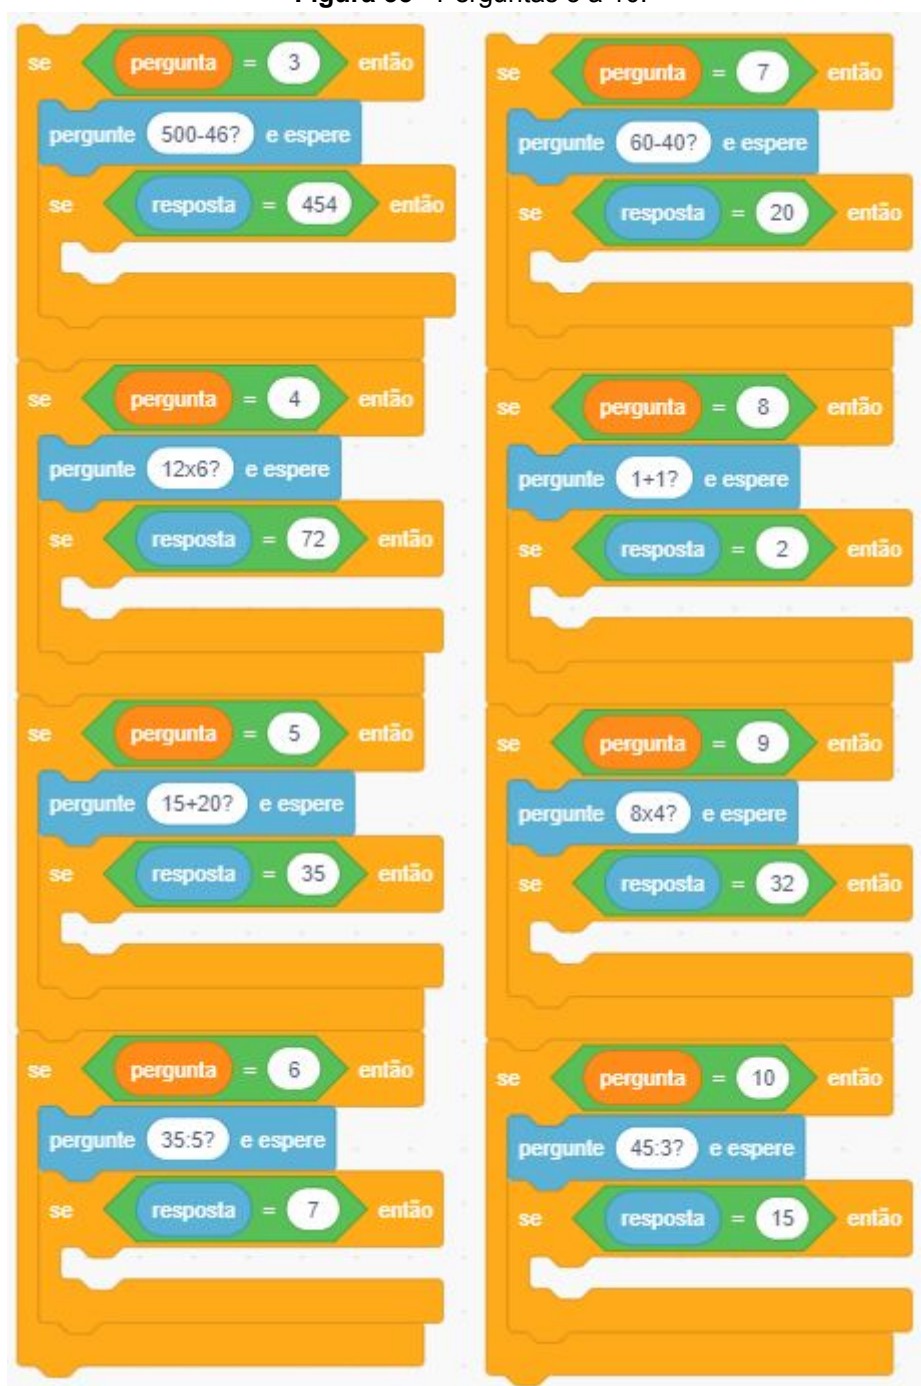 se pergunta = 3 então
pergunte 500-46? e espere
se resposta = 454 então
se pergunta = 4 então
pergunte 12x6? e espere
se resposta = 72 então
se pergunta = 5 então
pergunte 15+20? e espere
se resposta = 35 então
se pergunta = 6 então
pergunte 35:5? e espere
se resposta = 7 então
se pergunta = 7 então
pergunte 60-40? e espere
se resposta = 20 então
se pergunta = 8 então
pergunte 1+1? e espere
se resposta = 2 então
se pergunta = 9 então
pergunte 8x4? e espere
se resposta = 32 então
se pergunta = 10 então
pergunte 45:3? e espere
se resposta = 15 então